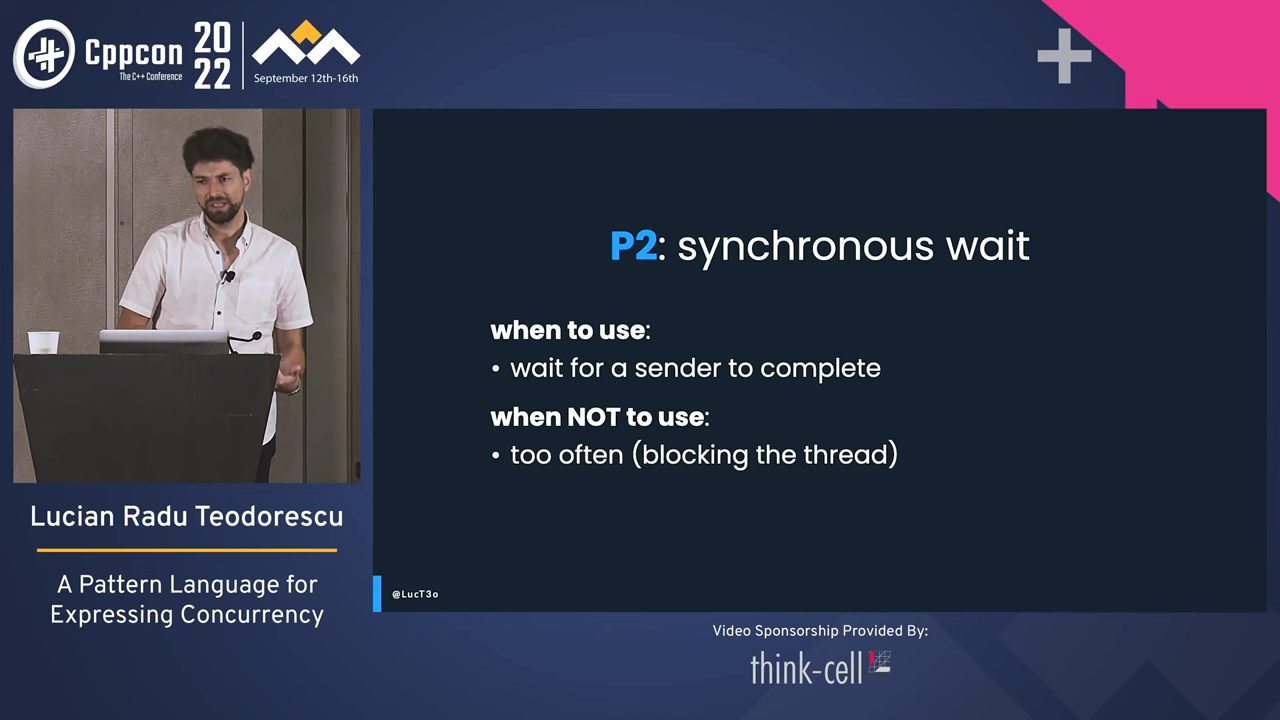 Cppcon
The C++ Conference
20
22
September 12th-16th
P2: synchronous wait
when to use:
• wait for a sender to complete
when NOT to use:
• too often (blocking the thread)
@LucT3o
Lucian Radu Teodorescu
A Pattern Language for
Expressing Concurrency
Video Sponsorship Provided By:
think-cell